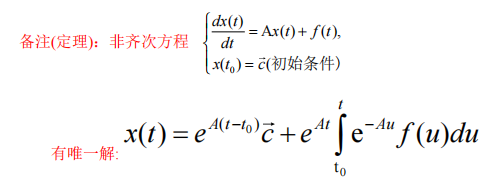 备注(定理)：非齐次方程 { dx(t)/dt = Ax(t) + f(t),
x(t₀) = c⃗(初始条件)
有唯一解: x(t) = e^{A(t−t₀)} c⃗ + e^{At} ∫_{t₀}^{t} e^{−Au} f(u)du